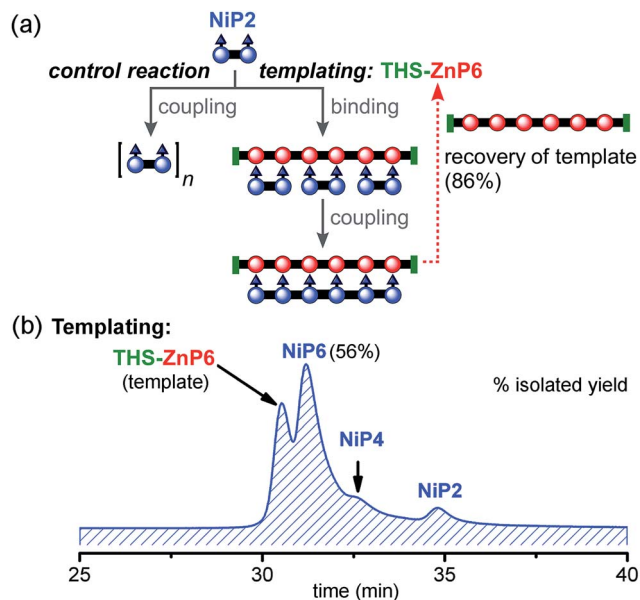 (a)
NiP2
control reaction
templating: THS-ZnP6
coupling
binding
n
recovery of template
(86%)
coupling
(b) Templating:
THS-ZnP6
(template)
NiP6 (56%)
% isolated yield
NiP4
NiP2
25
30
35
40
time (min)